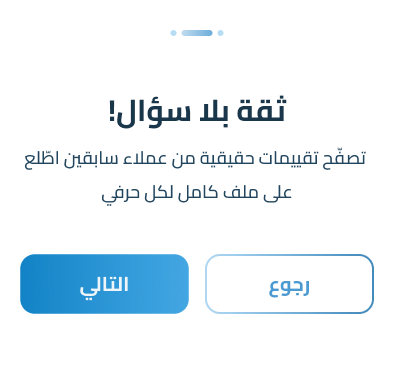 ثقة بلا سؤال!
تصفّح تقييمات حقيقية من عملاء سابقين اطّلع
على ملف كامل لكل حرفي
رجوع
التالي